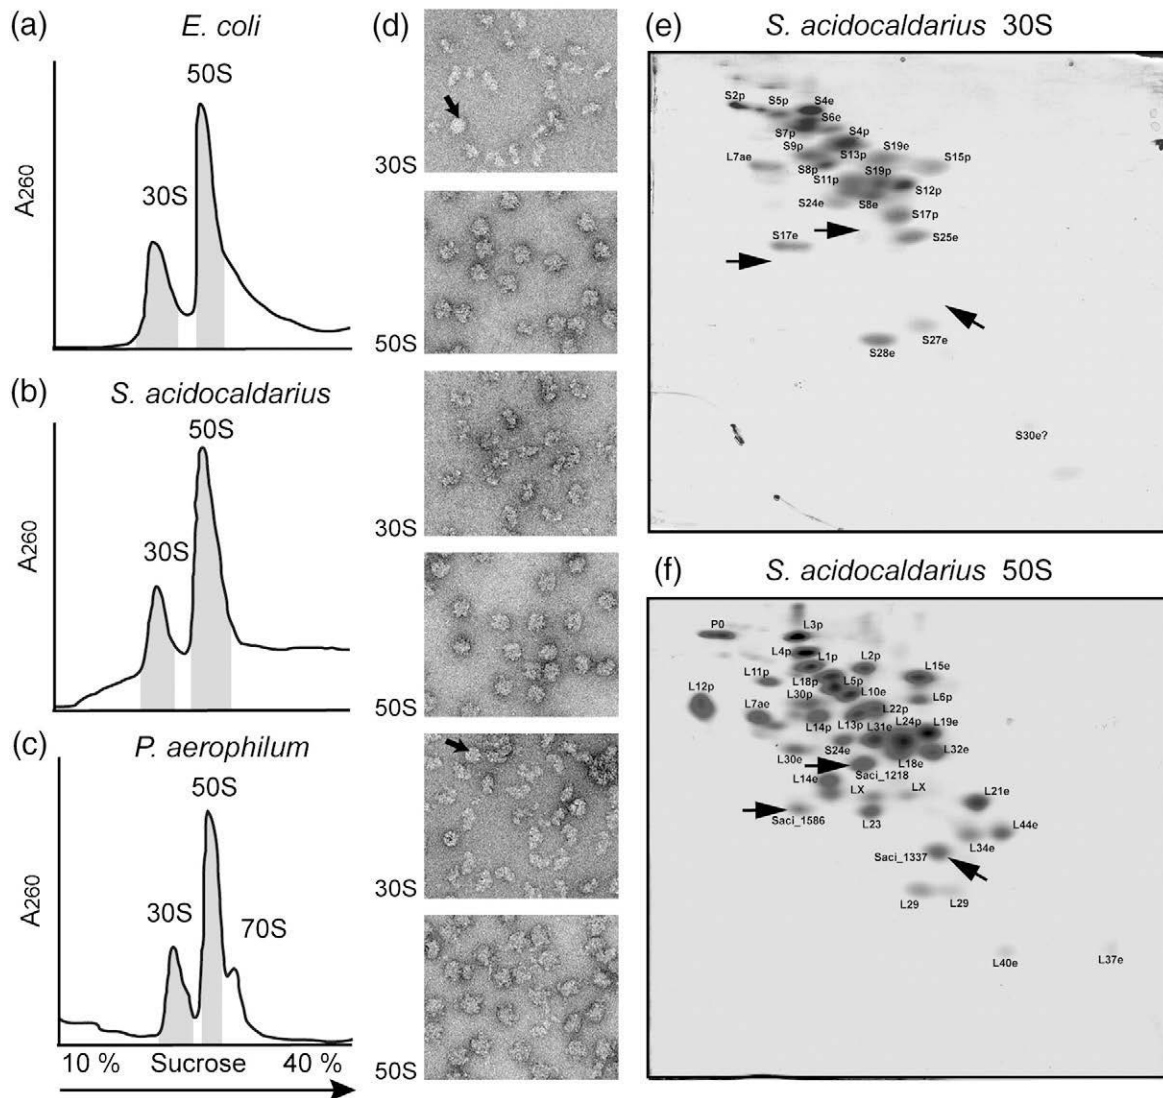 (a)
E. coli
50S
30S
A260
(b)
S. acidocaldarius
50S
30S
A260
(c)
P. aerophilum
50S
30S
70S
A260
10 %
Sucrose
40 %
(d)
30S
50S
30S
50S
30S
50S
(e)
S. acidocaldarius 30S
S2p
S5p
S4e
S6e
S7p
S4p
S9p
S13p
S19e
L7ae
S8p
S15p
S11p
S19p
S12p
S24e
S8e
S17p
S17e
S25e
S28e
S27e
S30e?
(f)
S. acidocaldarius 50S
P0
L3p
L4p
L1p
L2p
L15e
L11p
L18p
L5p
L12p
L30p
L10e
L6p
L7ae
L14p
L22p
L13p
L31e
L24p
L19e
L30e
S24e
L18e
L32e
Saci_1218
L14e
LX
LX
L21e
Saci_1586
L23
L44e
L34e
Saci_1337
L29
L29
L40e
L37e